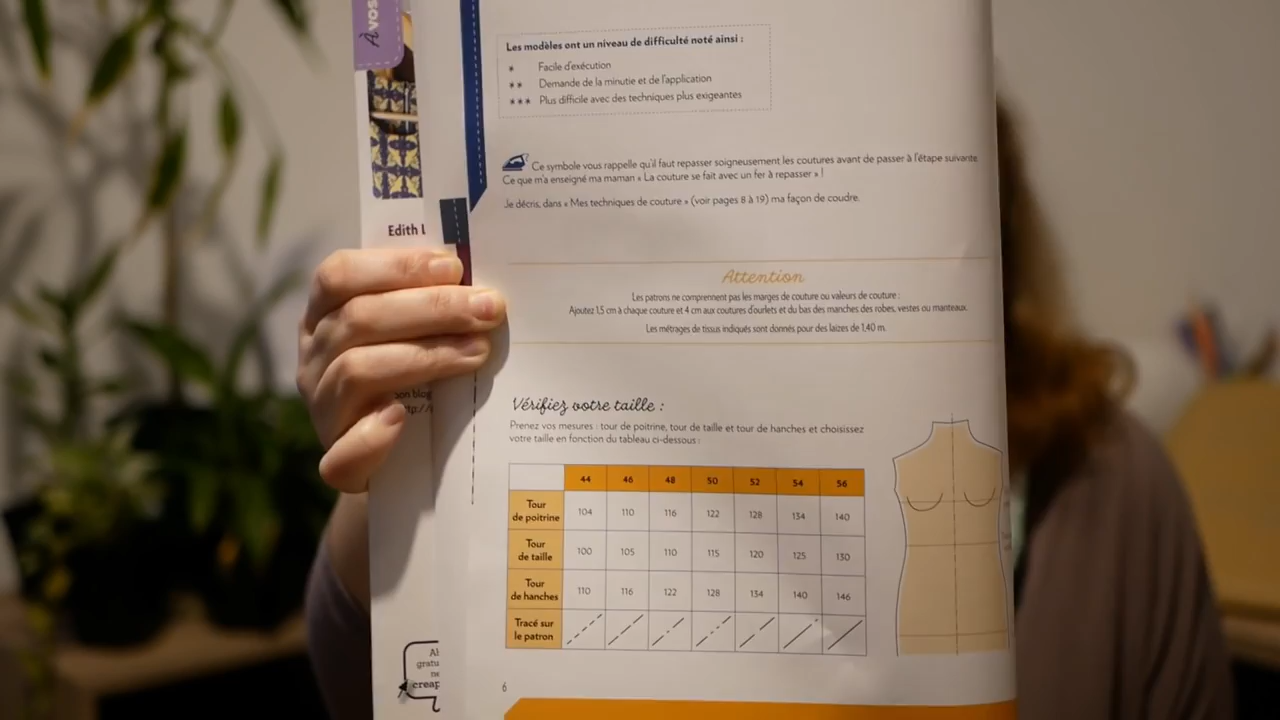 À vos
Les modèles ont un niveau de difficulté noté ainsi :
* Facile d'exécution
** Demande de la minutie et de l'application
*** Plus difficile avec des techniques plus exigeantes
Ce symbole vous rappelle qu'il faut repasser soigneusement les coutures avant de passer à l'étape suivante
Ce que m'a enseigné ma maman « La couture se fait avec un fer à repasser » !
Je décris, dans « Mes techniques de couture » (voir pages 8 à 19) ma façon de coudre.
Edith L
Attention
Les patrons ne comprennent pas les marges de couture ou valeurs de couture :
Ajoutez 1,5 cm à chaque couture et 4 cm aux coutures d'ourlets et du bas des manches des robes, vestes ou manteaux.
Les métrages de tissus indiqués sont donnés pour des laizes de 1,40 m.
blog
Vérifiez votre taille :
Prenez vos mesures : tour de poitrine, tour de taille et tour de hanches et choisissez
votre taille en fonction du tableau ci-dessous :
44 46 48 50 52 54 56
Tour
de poitrine 104 110 116 122 128 134 140
Tour
de taille 100 105 110 115 120 125 130
Tour
de hanches 110 116 122 128 134 140 146
Tracé sur
le patron
gratu
creap
6